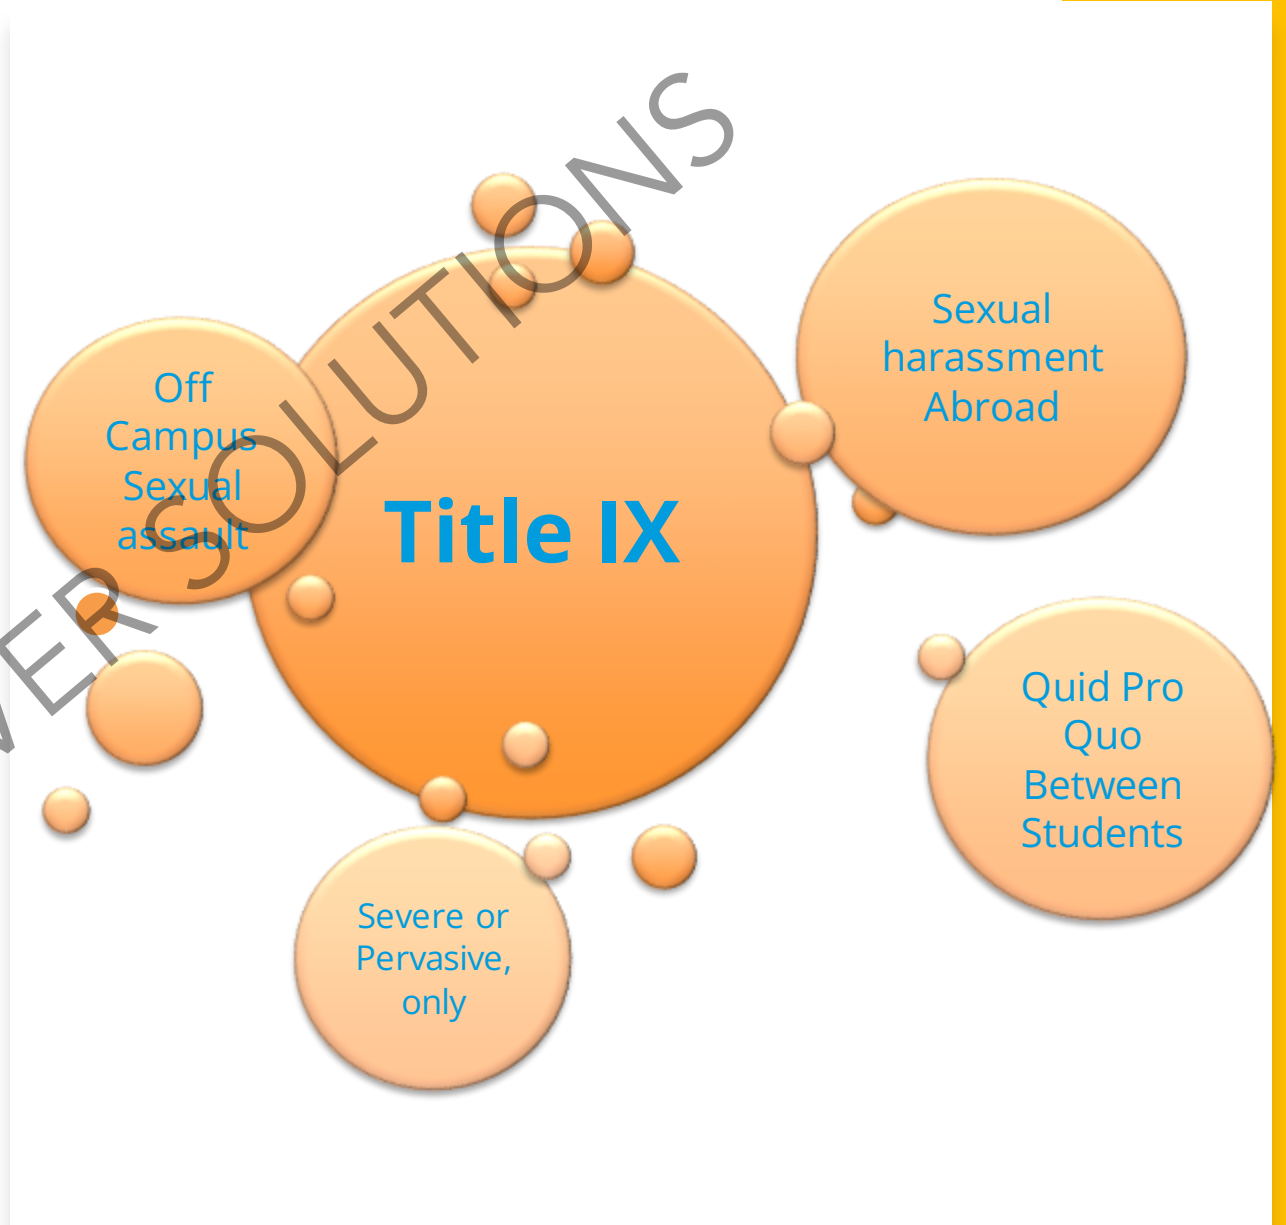 Title IX
Off
Campus
Sexual
assault
Sexual
harassment
Abroad
Quid Pro
Quo
Between
Students
Severe or
Pervasive,
only
VER SOLUTIONS